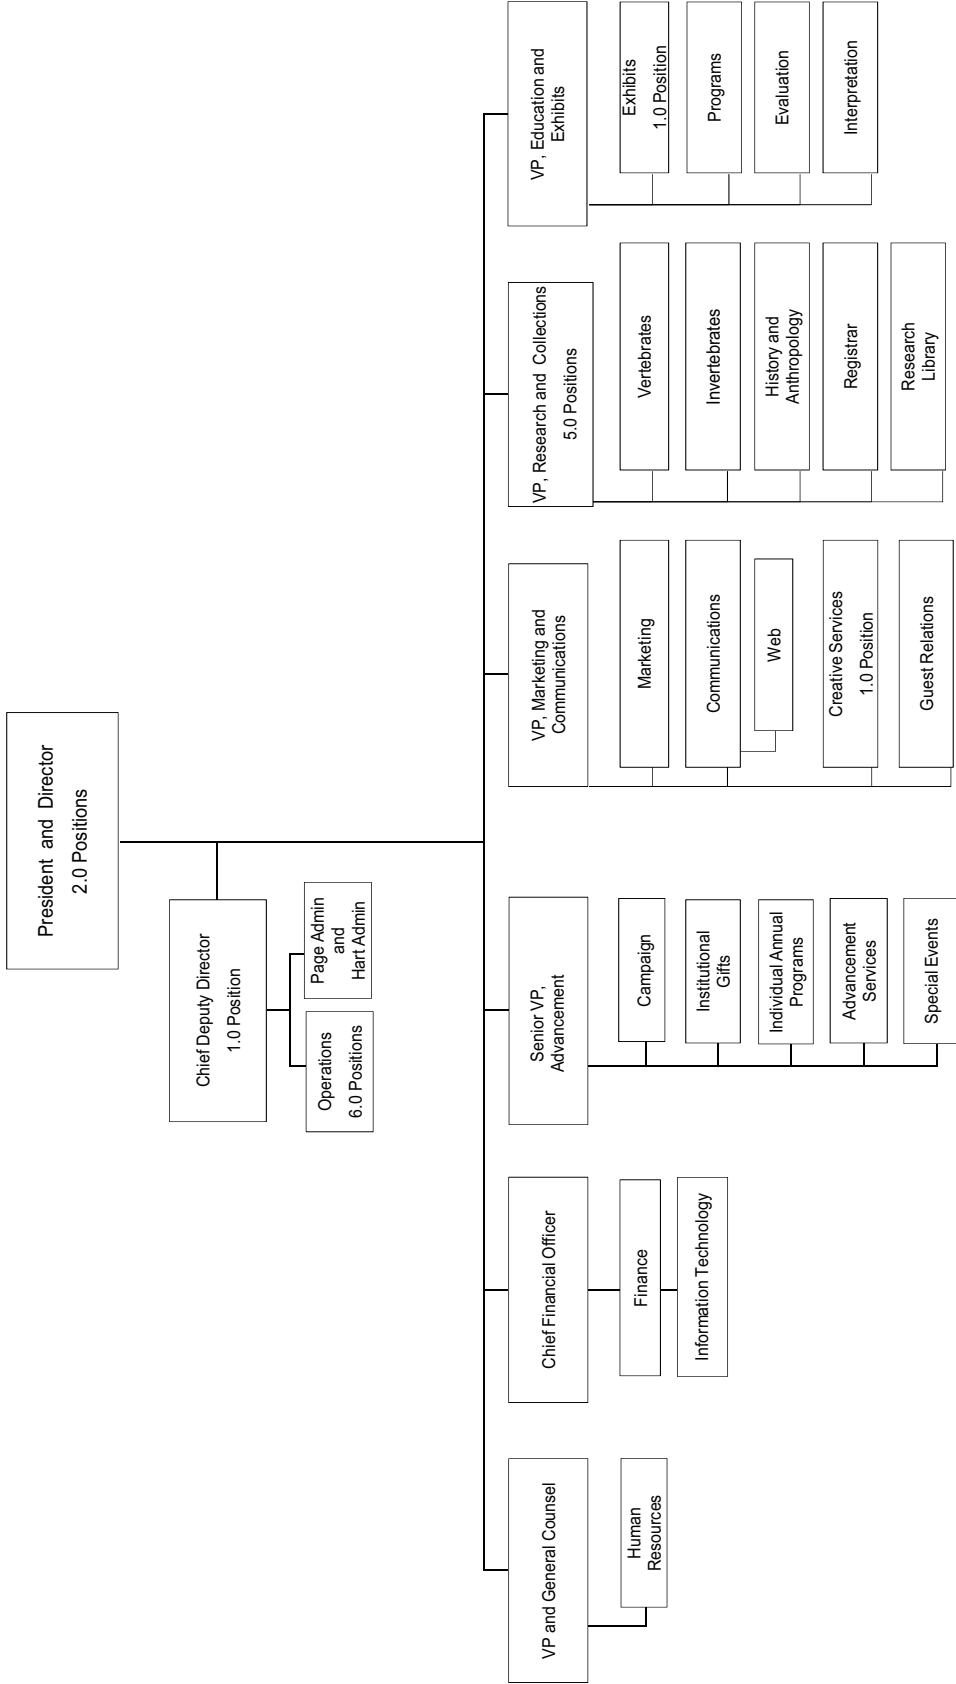 President and Director
2.0 Positions
Chief Deputy Director
1.0 Position
Operations
6.0 Positions
Page Admin
and
Hart Admin
VP and General Counsel
Human
Resources
Chief Financial Officer
Finance
Information Technology
Senior VP,
Advancement
Campaign
Institutional
Gifts
Individual Annual
Programs
Advancement
Services
Special Events
VP, Marketing and
Communications
Marketing
Communications
Web
Creative Services
1.0 Position
Guest Relations
VP, Research and Collections
5.0 Positions
Vertebrates
Invertebrates
History and
Anthropology
Registrar
Research
Library
VP, Education and
Exhibits
Exhibits
1.0 Position
Programs
Evaluation
Interpretation